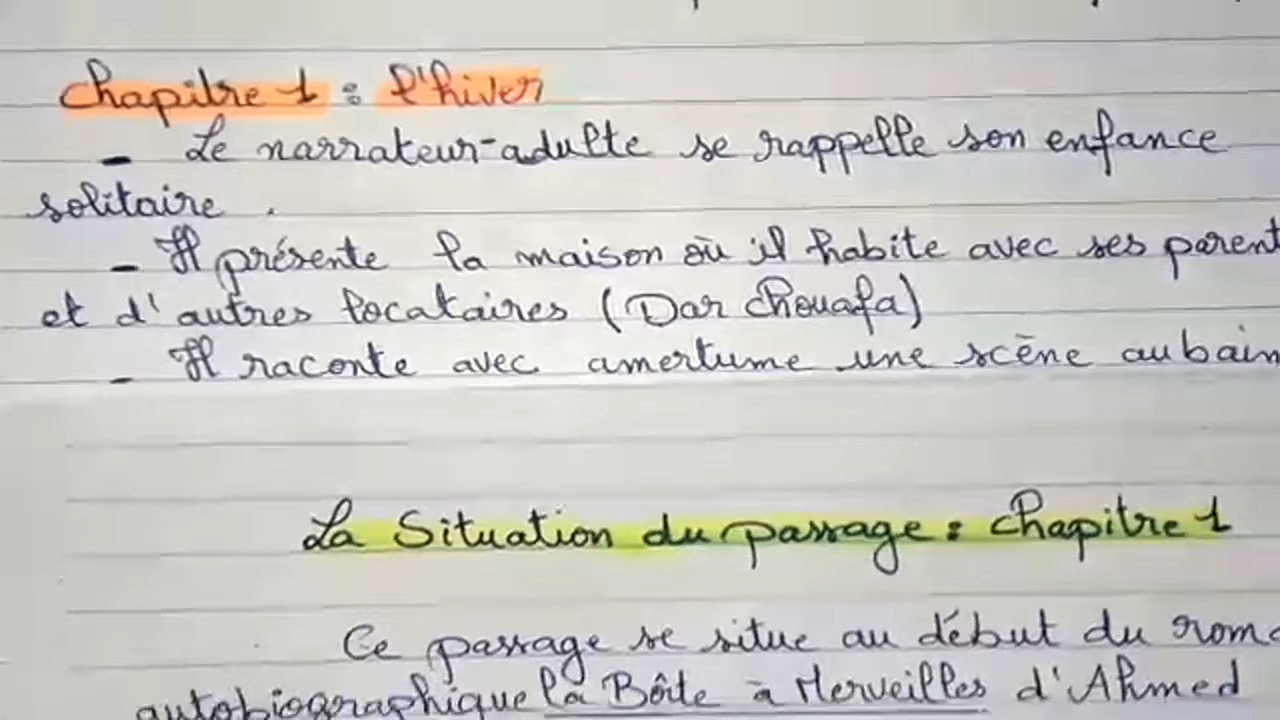 Chapitre 1 : l'hiver
- Le narrateur-adulte se rappelle son enfance
solitaire .
- Il présente la maison où il habite avec ses parent
et d'autres locataires (Dar Chouafa)
- Il raconte avec amertume une scène au bain
La Situation du passage : Chapitre 1
Ce passage se situe au début du roma
autobiographique la Boîte à Merveilles d'Ahmed